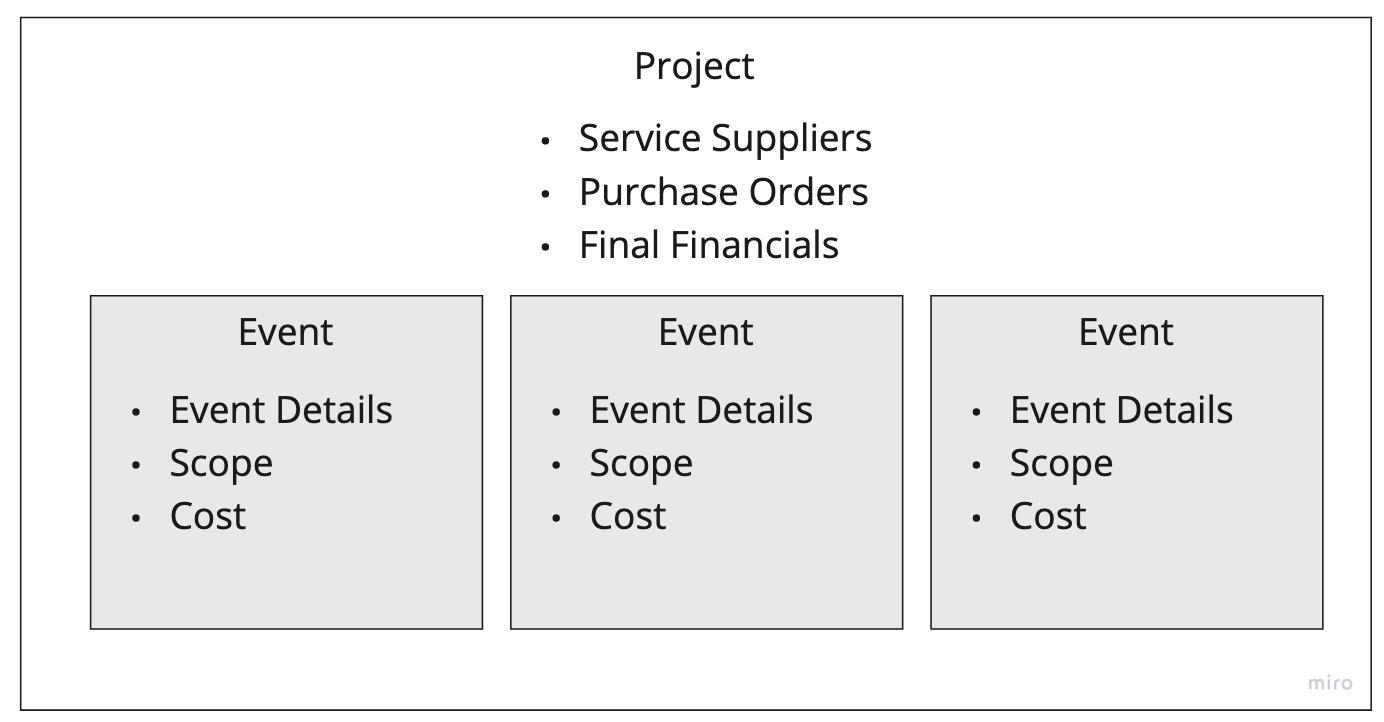 Project
• Service Suppliers
• Purchase Orders
• Final Financials
Event
• Event Details
• Scope
• Cost
Event
• Event Details
• Scope
• Cost
Event
• Event Details
• Scope
• Cost
miro